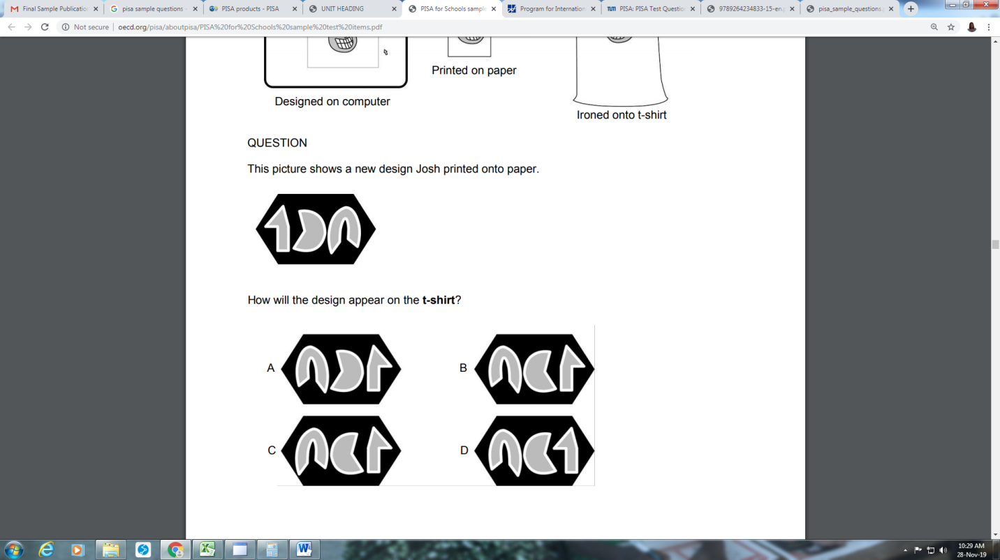 Final Sample Publication
pisa sample questions -
PISA products - PISA
UNIT HEADING
PISA for Schools sample
Program for Internation
TUM PISA: PISA Test Question
9789264234833-15-en.p
pisa_sample_questions.p
Not secure | oecd.org/pisa/aboutpisa/PISA%20for%20Schools%20sample%20test%20items.pdf
Printed on paper
Designed on computer
Ironed onto t-shirt
QUESTION
This picture shows a new design Josh printed onto paper.
How will the design appear on the t-shirt?
A
B
C
D
10:29 AM
28-Nov-19